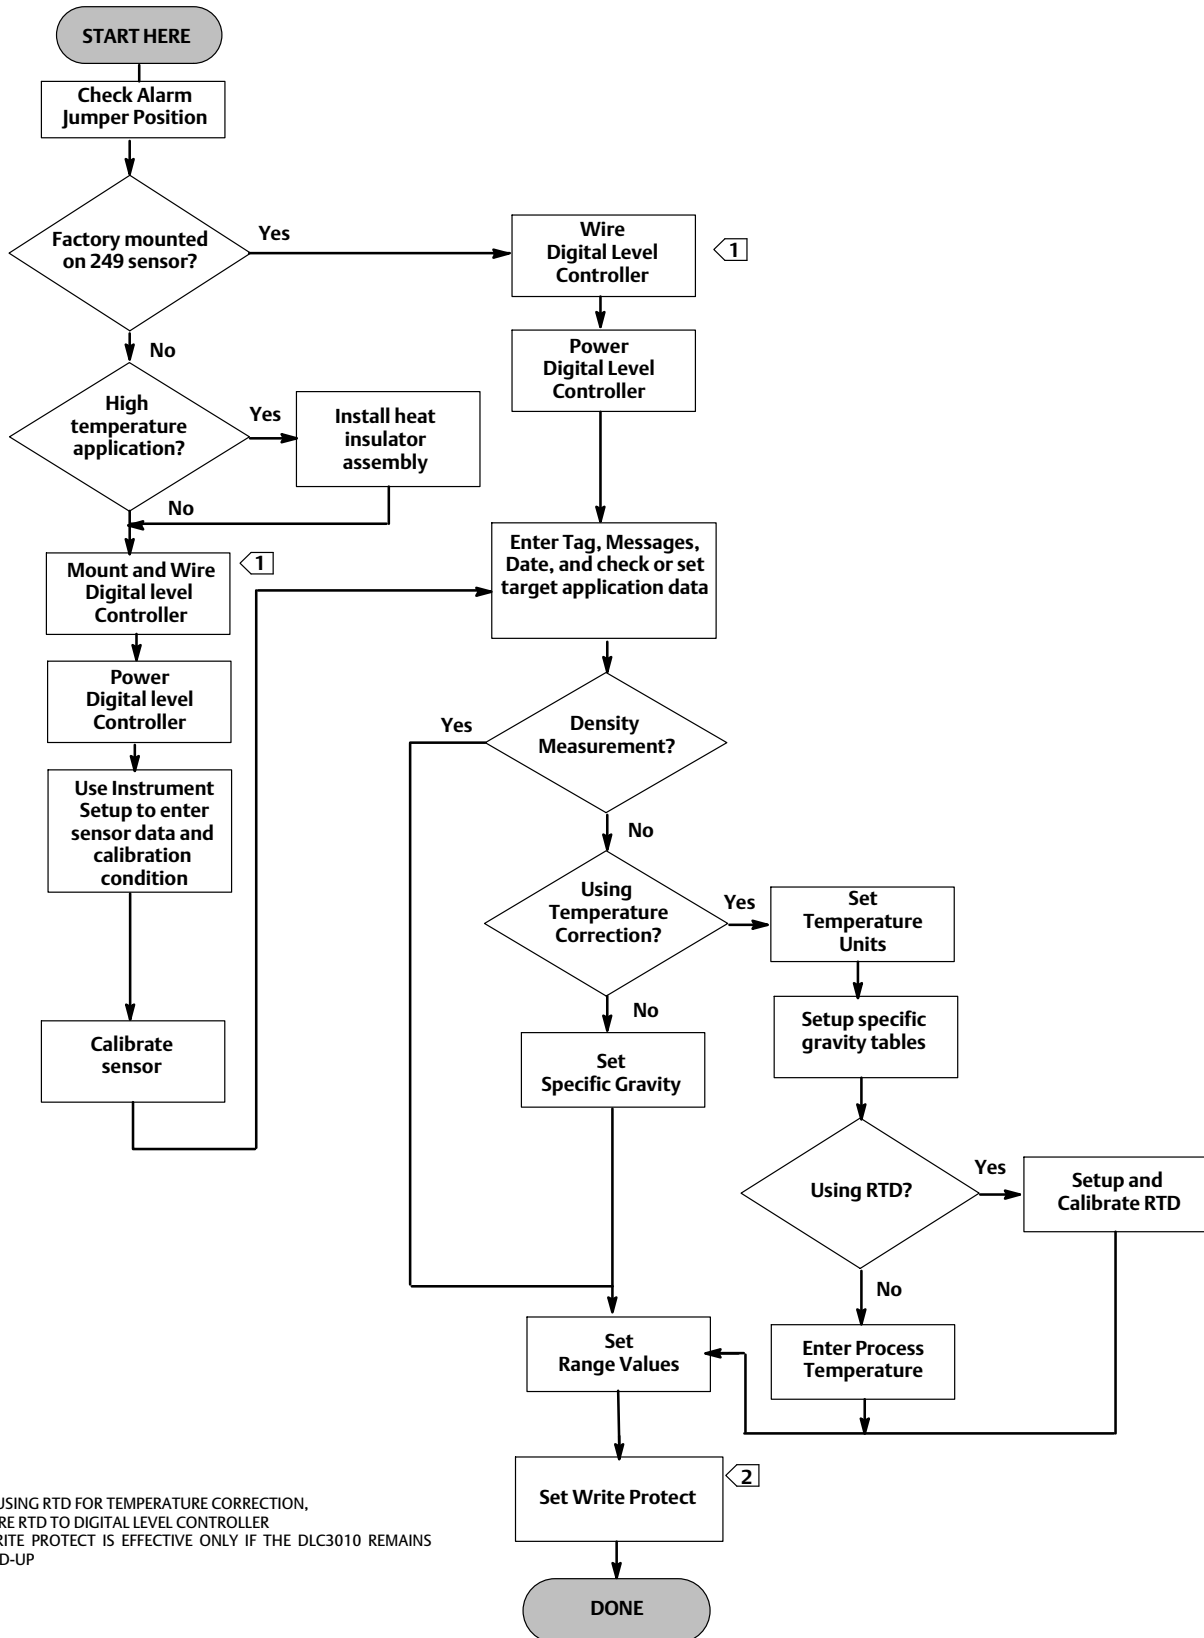 START HERE
Check Alarm
Jumper Position
Factory mounted
on 249 sensor?
Yes
No
Wire
Digital Level
Controller
1
Power
Digital Level
Controller
High
temperature
application?
Yes
No
Install heat
insulator
assembly
Mount and Wire
Digital level
Controller
1
Power
Digital level
Controller
Use Instrument
Setup to enter
sensor data and
calibration
condition
Calibrate
sensor
Enter Tag, Messages,
Date, and check or set
target application data
Density
Measurement?
Yes
No
Using
Temperature
Correction?
Yes
No
Set
Temperature
Units
Setup specific
gravity tables
Set
Specific Gravity
Using RTD?
Yes
No
Setup and
Calibrate RTD
Enter Process
Temperature
Set
Range Values
Set Write Protect
2
DONE
USING RTD FOR TEMPERATURE CORRECTION,
RE RTD TO DIGITAL LEVEL CONTROLLER
RITE PROTECT IS EFFECTIVE ONLY IF THE DLC3010 REMAINS
D-UP